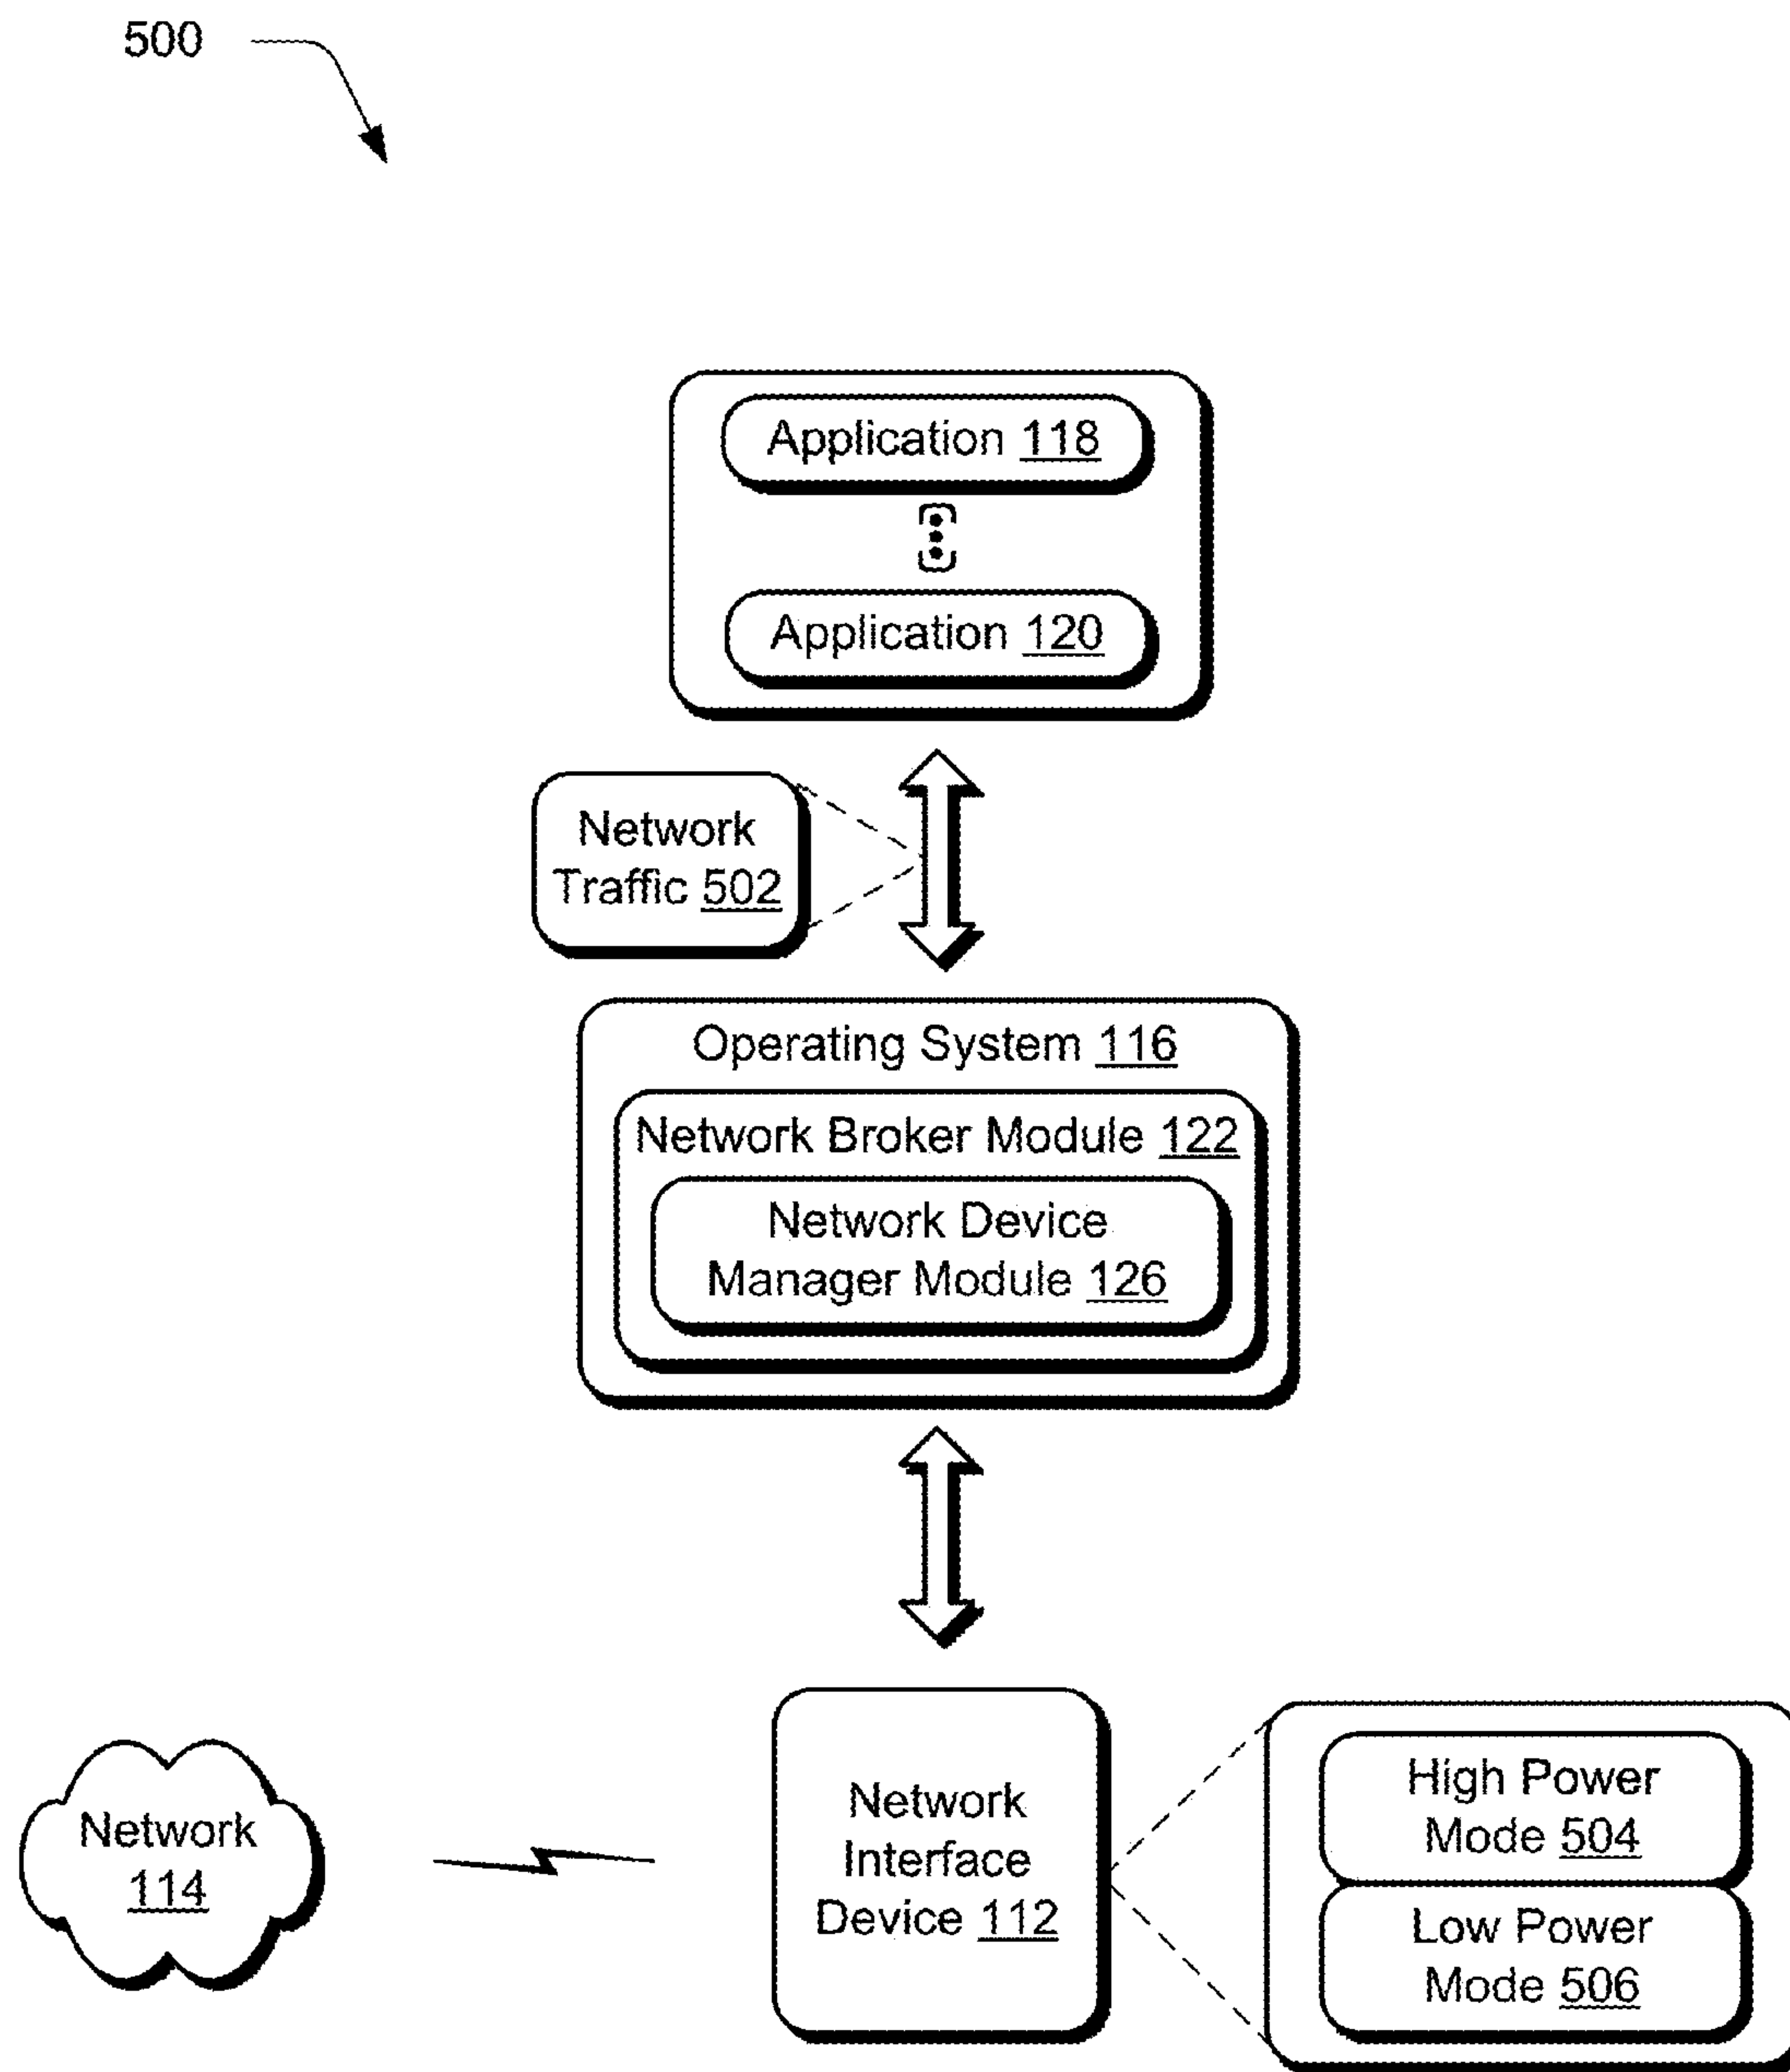 500
Application 118
Application 120
Network
Traffic 502
Operating System 116
Network Broker Module 122
Network Device
Manager Module 126
Network
114
Network
Interface
Device 112
High Power
Mode 504
Low Power
Mode 506